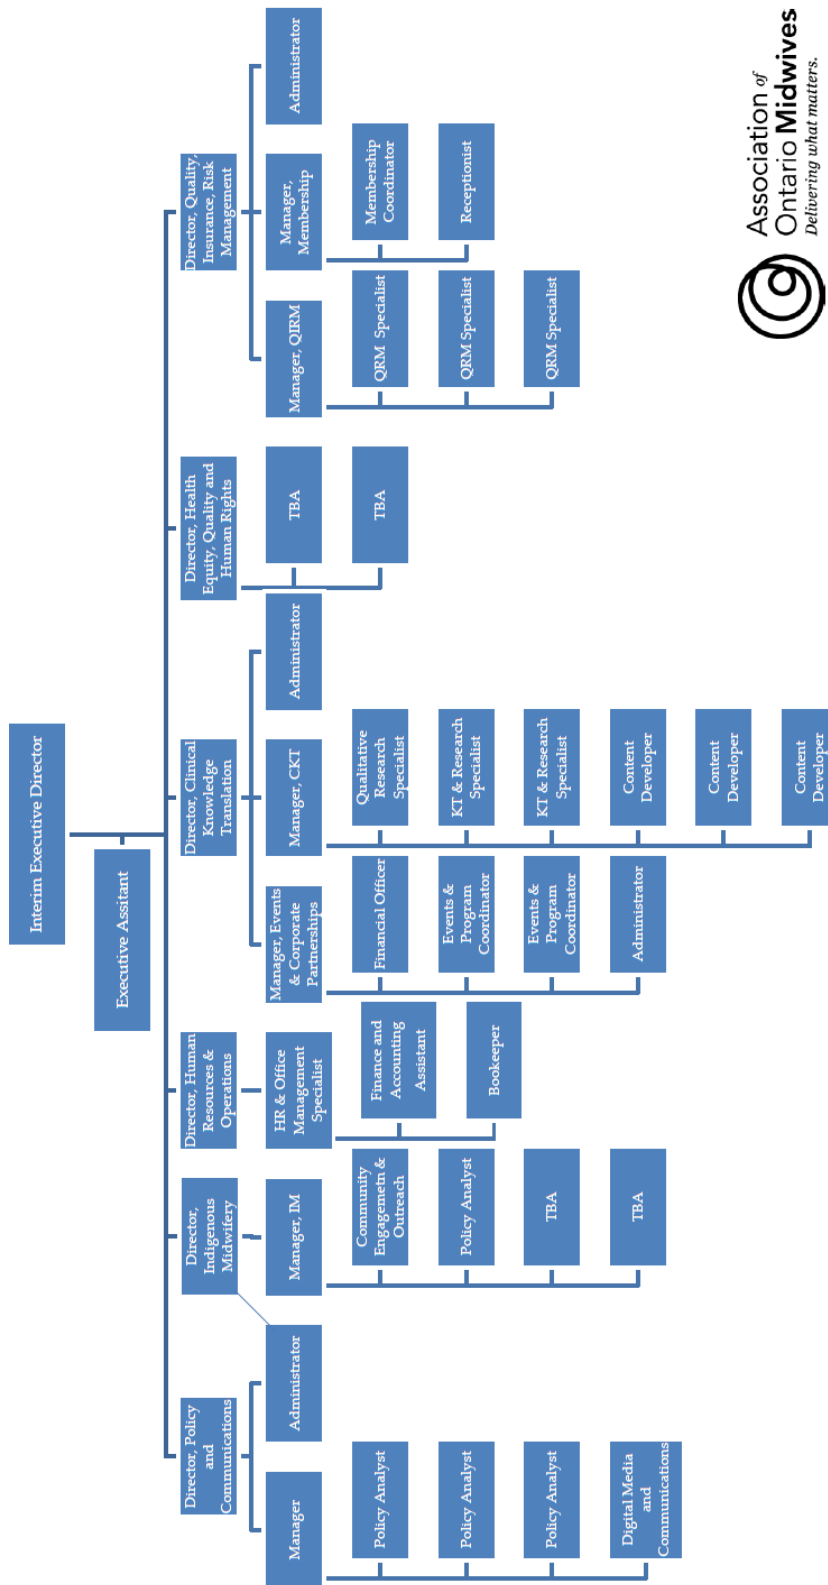 Interim Executive Director
Executive Assitant
Director, Policy
and
Communications
Director,
Indigenous
Midwifery
Director, Human
Resources &
Operations
Director, Clinical
Knowledge
Translation
Director, Health
Equity, Quality and
Human Rights
Director, Quality,
Insurance, Risk
Management
Manager
Administrator
Manager, IM
HR & Office
Management
Specialist
Manager, Events
& Corporate
Partnerships
Manager, CKT
Administrator
TBA
Manager, QIRM
Manager,
Membership
Administrator
Policy Analyst
Community
Engagemetn &
Outreach
Finance and
Accounting
Assistant
Financial Officer
Qualitative
Research
Specialist
TBA
QRM Specialist
Membership
Coordinator
Policy Analyst
Policy Analyst
Bookeeper
Events &
Program
Coordinator
KT & Research
Specialist
QRM Specialist
Receptionist
Policy Analyst
TBA
Events &
Program
Coordinator
KT & Research
Specialist
QRM Specialist
Digital Media
and
Communications
TBA
Administrator
Content
Developer
Content
Developer
Content
Developer
Association of
Ontario Midwives
Delivering what matters.